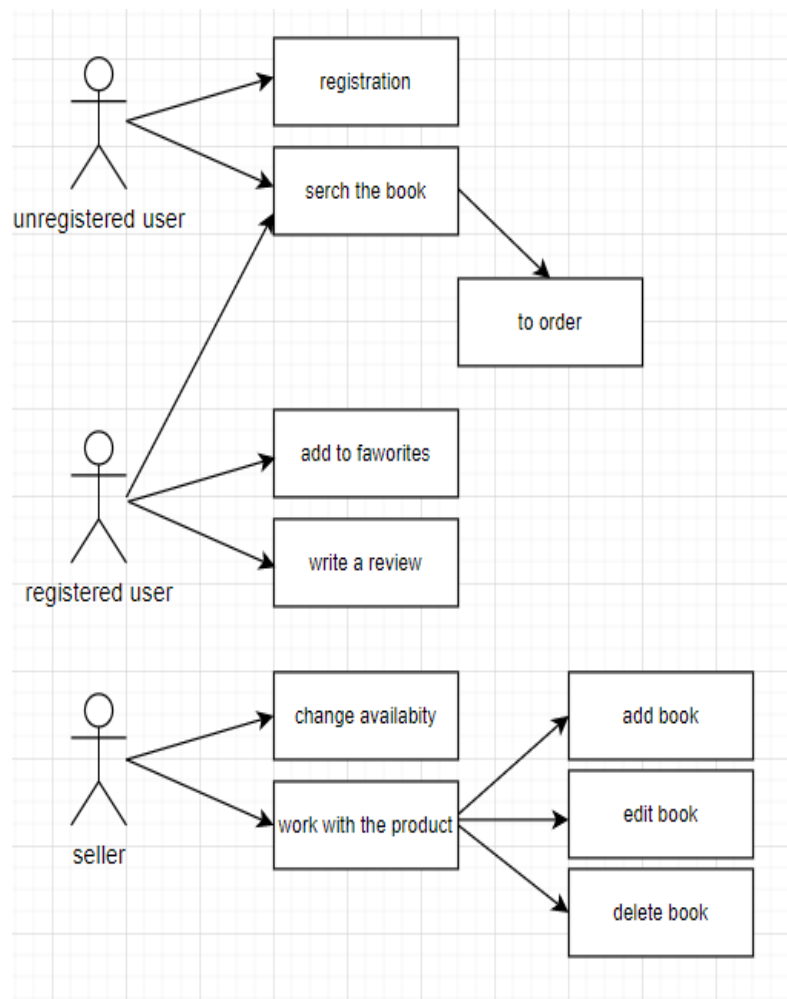 registration
serch the book
unregistered user
to order
add to faworites
write a review
registered user
change availabity
add book
work with the product
edit book
seller
delete book